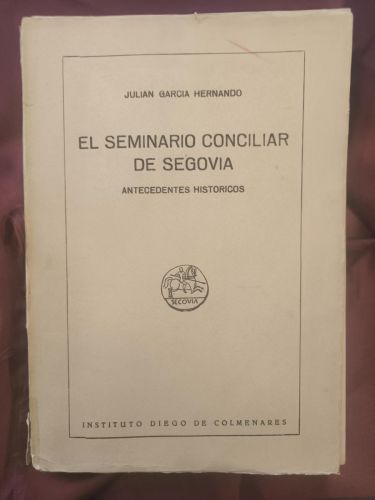 JULIAN GARCIA HERNANDO
EL SEMINARIO CONCILIAR
DE SEGOVIA
ANTECEDENTES HISTORICOS
SEGOVIA
INSTITUTO DIEGO DE COLMENARES